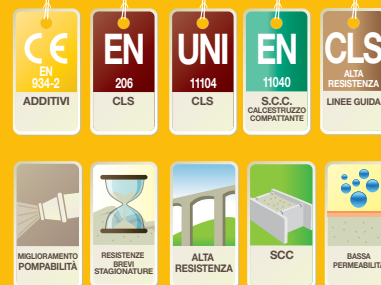 CE
EN
934-2
ADDITIVI
EN
206
CLS
UNI
11104
CLS
EN
11040
S.C.C.
CALCESTRUZZO
COMPATTANTE
CLS
ALTA
RESISTENZA
LINEE GUIDA
MIGLIORAMENTO
POMPABILITÀ
RESISTENZE
BREVI
STAGIONATURE
ALTA
RESISTENZA
SCC
BASSA
PERMEABILITÀ